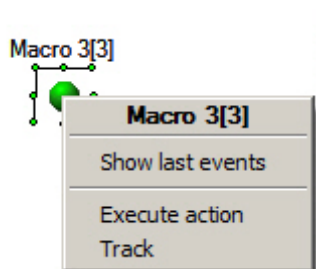 Macro 3[3]
Macro 3[3]
Show last events
Execute action
Track